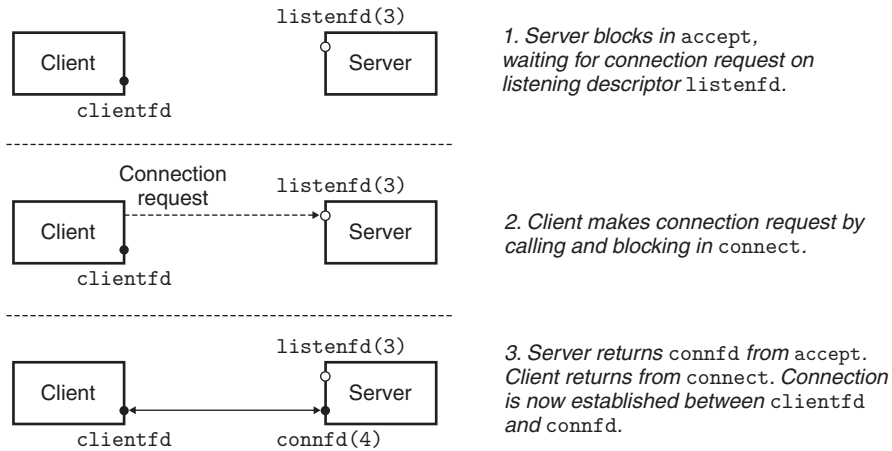 listenfd(3)
Client
Server
clientfd
1. Server blocks in accept,
waiting for connection request on
listening descriptor listenfd.
Connection
request
listenfd(3)
Client
Server
clientfd
2. Client makes connection request by
calling and blocking in connect.
listenfd(3)
Client
Server
clientfd
connfd(4)
3. Server returns connfd from accept.
Client returns from connect. Connection
is now established between clientfd
and connfd.